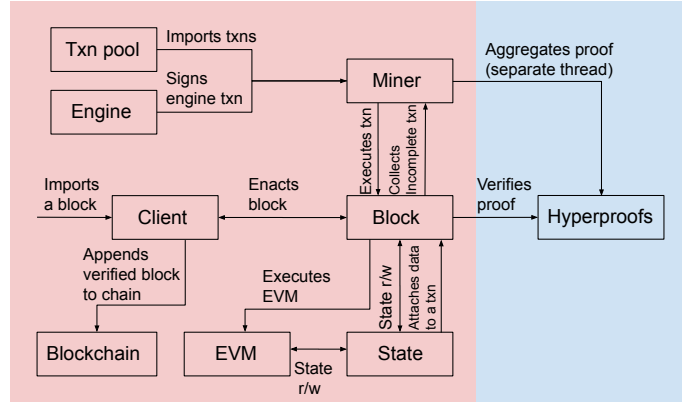 Txn pool
Imports txns
Signs
engine txn
Engine
Miner
Aggregates proof
(separate thread)
Executes txn
Collects
Incomplete txn
Imports
a block
Client
Enacts
block
Block
Verifies
proof
Hyperproofs
Appends
verified block
to chain
Executes
EVM
State r/w
Attaches data
to a txn
Blockchain
EVM
State
r/w
State